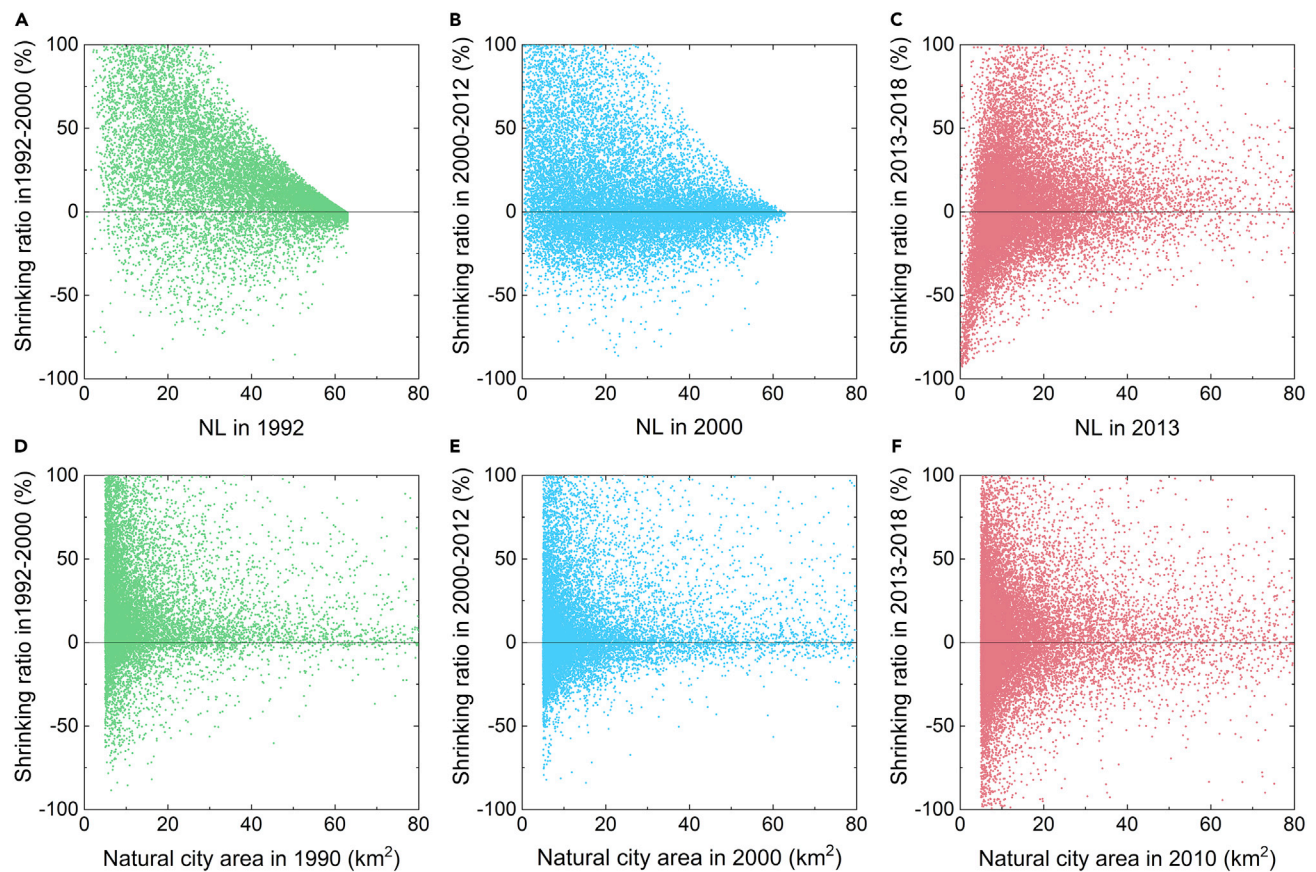 A
Shrinking ratio in 1992-2000 (%)
100
50
0
-50
-100
0 20 40 60 80
NL in 1992
B
Shrinking ratio in 2000-2012 (%)
100
50
0
-50
-100
0 20 40 60 80
NL in 2000
C
Shrinking ratio in 2013-2018 (%)
100
50
0
-50
-100
0 20 40 60 80
NL in 2013
D
Shrinking ratio in1992-2000 (%)
100
50
0
-50
-100
0 20 40 60 80
Natural city area in 1990 (km²)
E
Shrinking ratio in 2000-2012 (%)
100
50
0
-50
-100
0 20 40 60 80
Natural city area in 2000 (km²)
F
Shrinking ratio in 2013-2018 (%)
100
50
0
-50
-100
0 20 40 60 80
Natural city area in 2010 (km²)